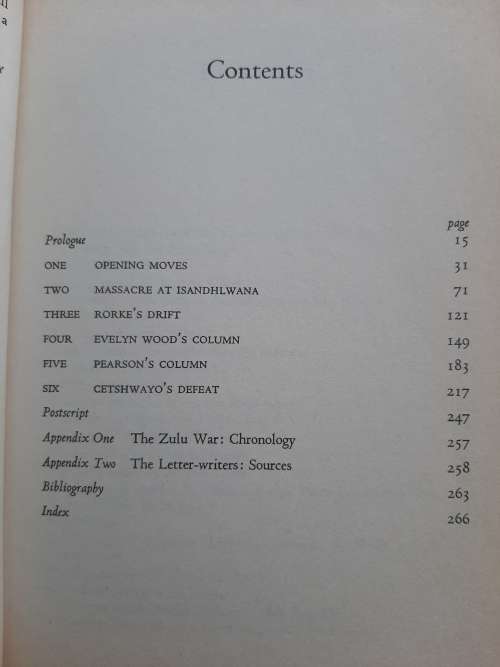 Contents
page
Prologue 15
ONE OPENING MOVES 31
TWO MASSACRE AT ISANDHLWANA 71
THREE RORKE'S DRIFT 121
FOUR EVELYN WOOD'S COLUMN 149
FIVE PEARSON'S COLUMN 183
SIX CETSHWAYO'S DEFEAT 217
Postscript 247
Appendix One The Zulu War: Chronology 257
Appendix Two The Letter-writers: Sources 258
Bibliography 263
Index 266